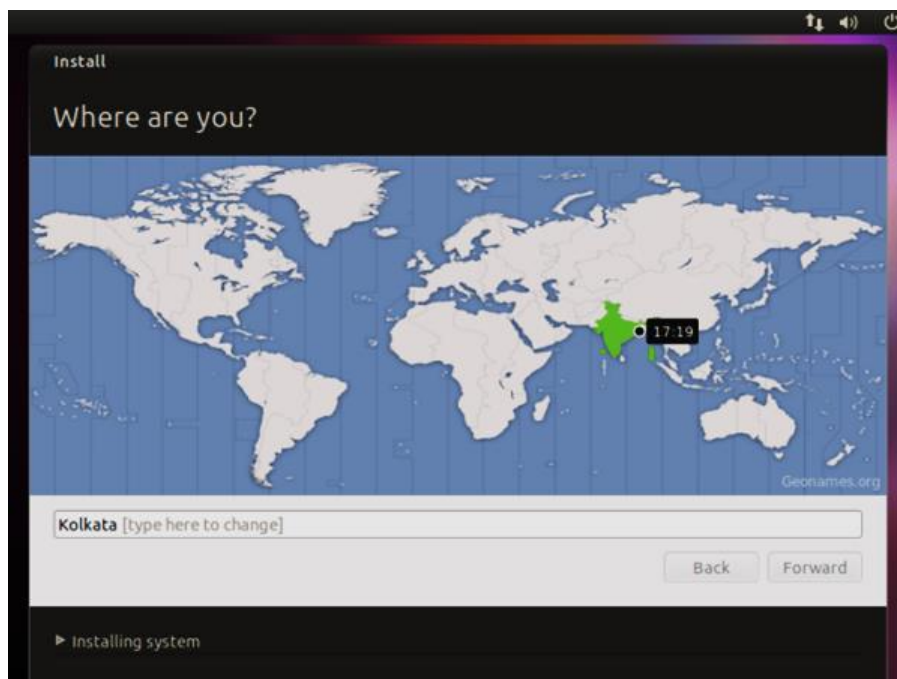 Install
Where are you?
17:19
Geonames.org
Kolkata [type here to change]
Back Forward
Installing system